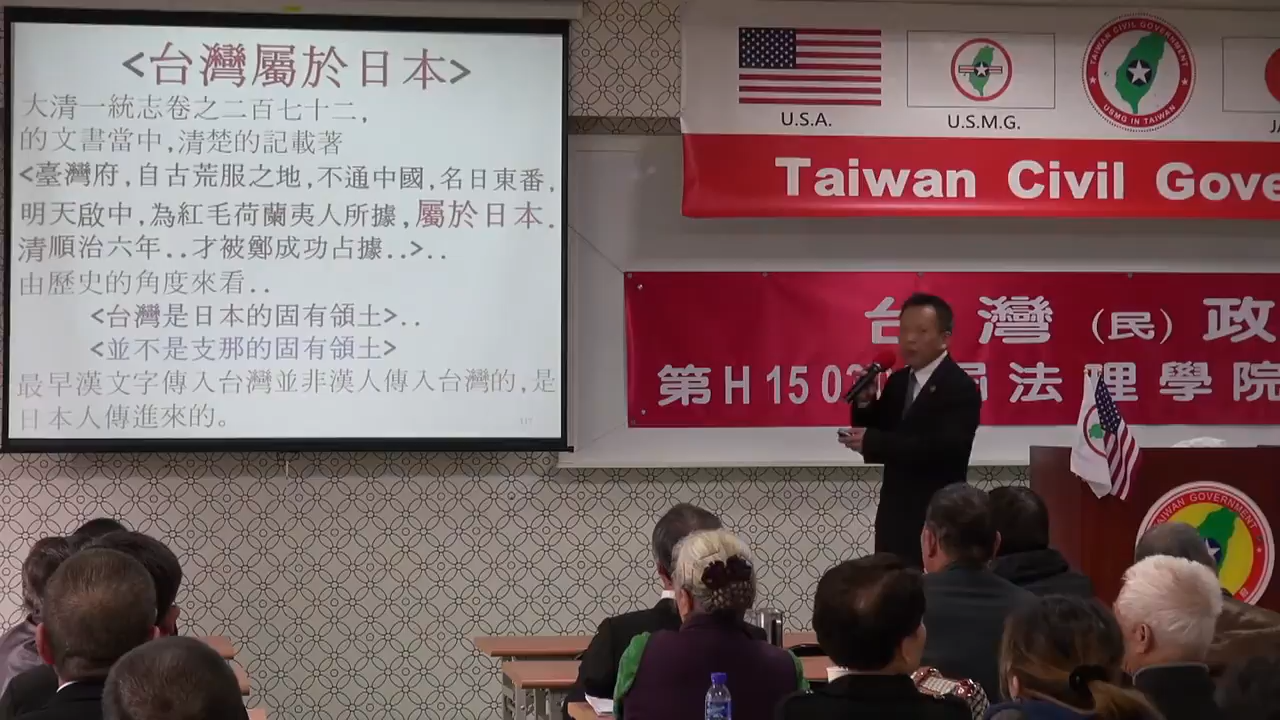 <台灣屬於日本>
大清一統志卷之二百七十二,
的文書當中,清楚的記載著
<臺灣府,自古荒服之地,不通中國,名日東番,
明天啟中,為紅毛荷蘭夷人所據,屬於日本.
清順治六年..才被鄭成功占據..>..
由歷史的角度來看..
<台灣是日本的固有領土>..
<並不是支那的固有領土>
最早漢文字傳入台灣並非漢人傳入台灣的,是
日本人傳進來的。
U.S.A.
U.S.M.G.
TAIWAN CIVIL GOVERNMENT
USMG IN TAIWAN
Taiwan Civil Gove
台灣(民)政
第H 15 0
法理學院
TAIWAN GOVERNMENT